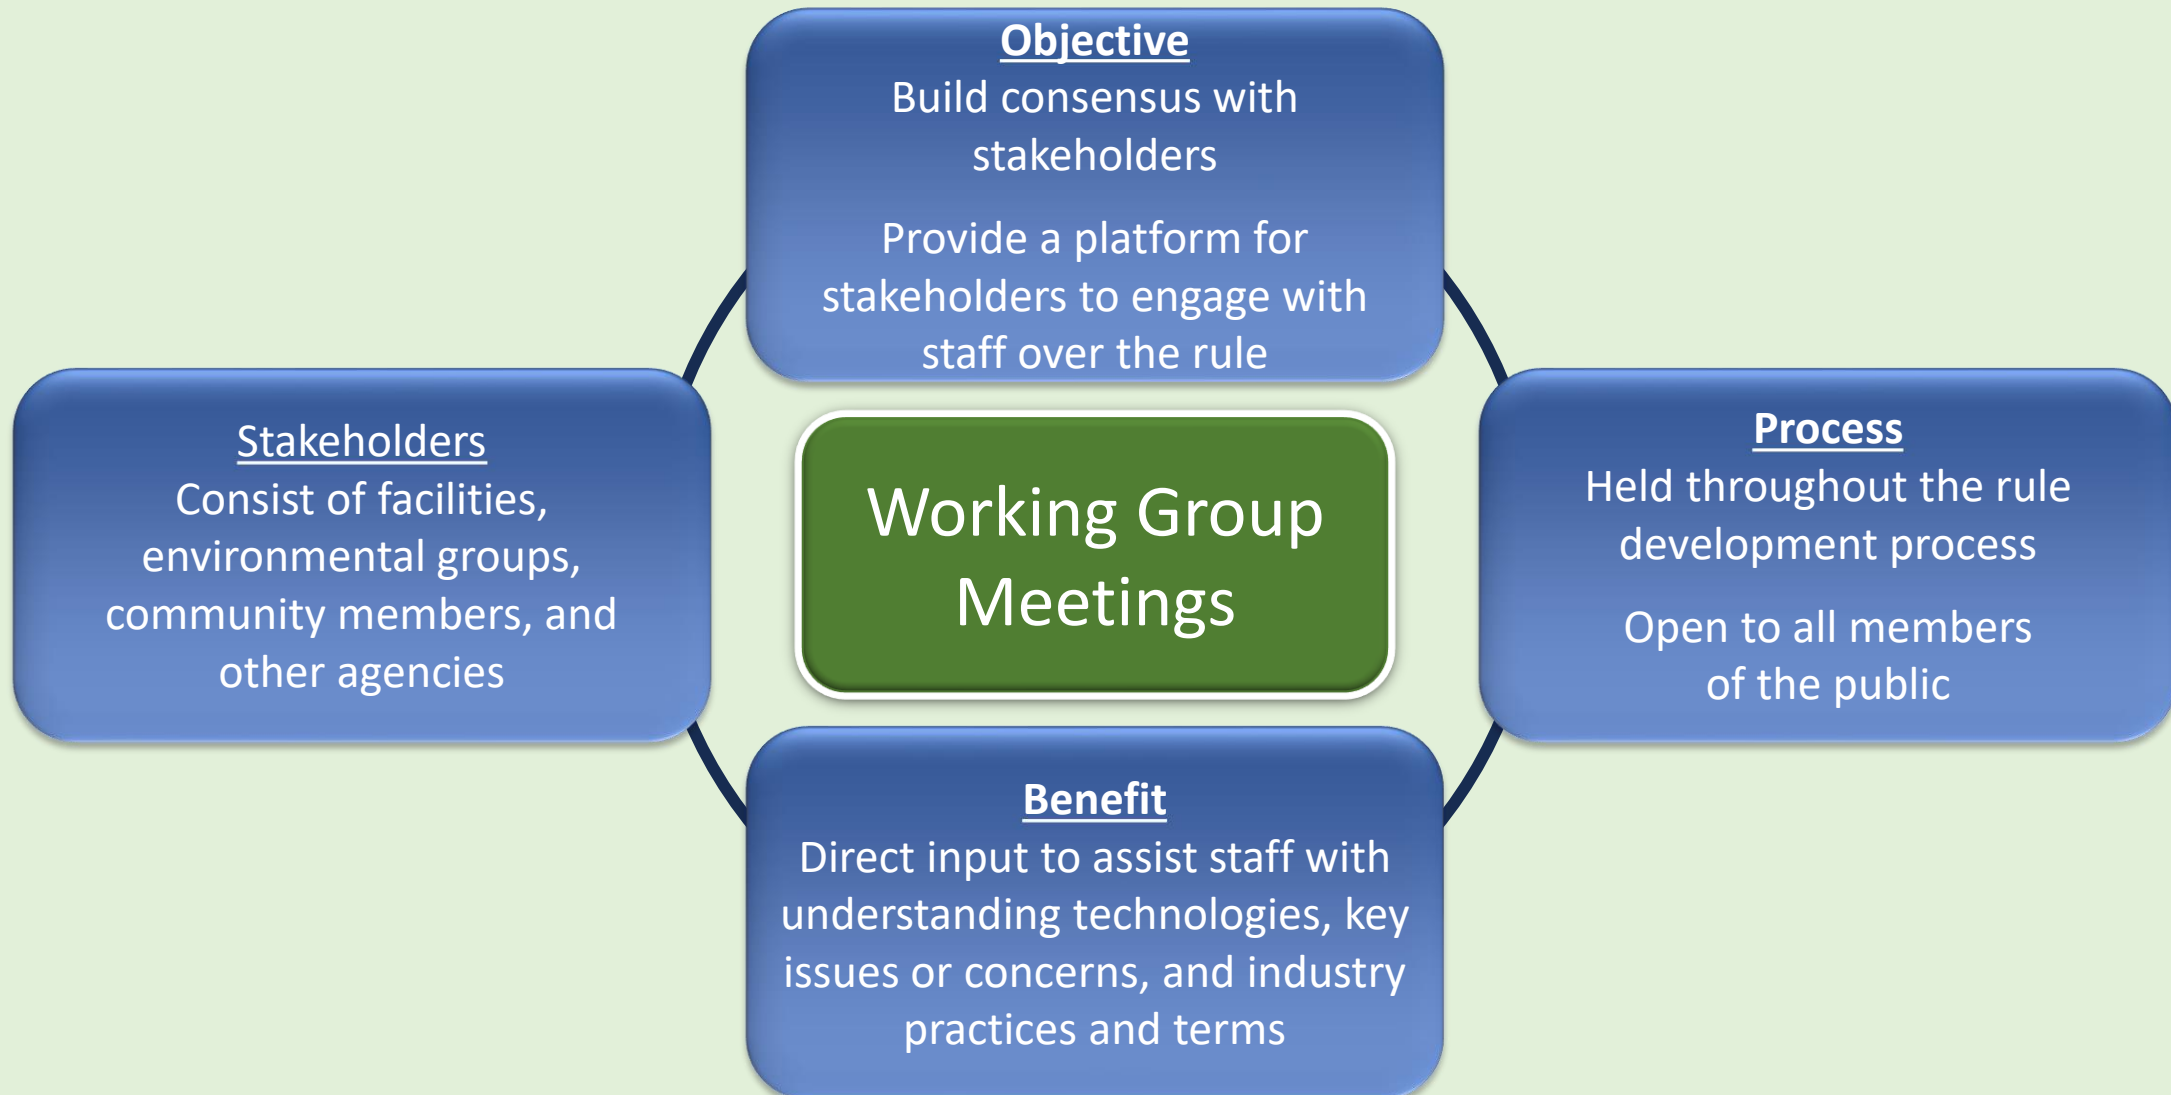 Objective
Build consensus with
stakeholders
Provide a platform for
stakeholders to engage with
staff over the rule
Stakeholders
Consist of facilities,
environmental groups,
community members, and
other agencies
Working Group
Meetings
Process
Held throughout the rule
development process
Open to all members
of the public
Benefit
Direct input to assist staff with
understanding technologies, key
issues or concerns, and industry
practices and terms